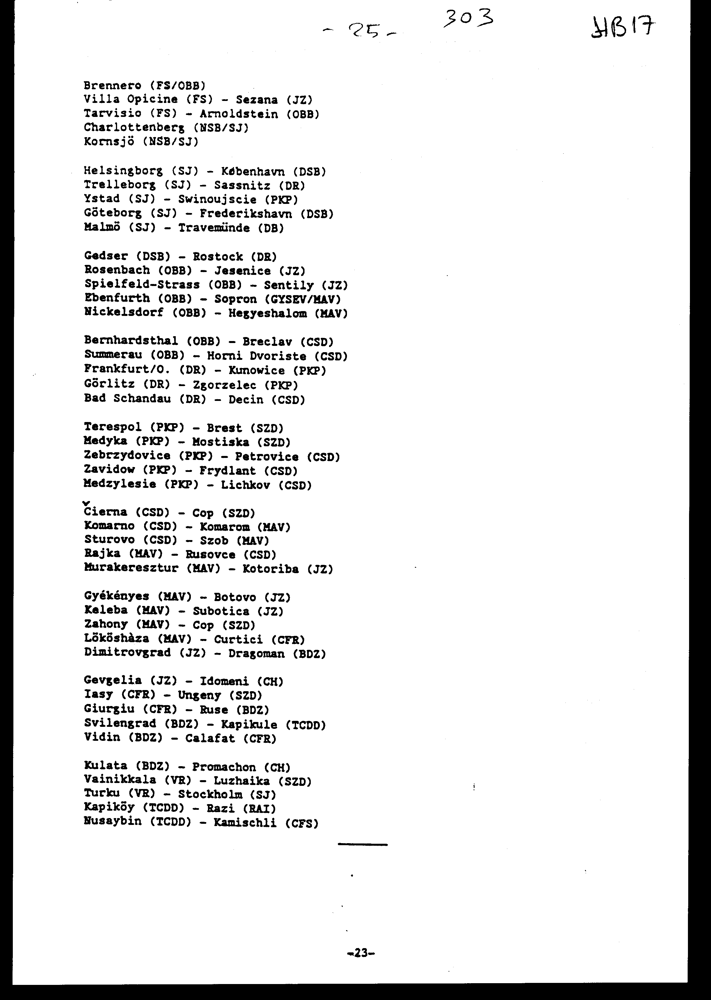 - 25 -
303
HB17
Brennero (FS/OBB)
Villa Opicine (FS) - Sezana (JZ)
Tarvisio (FS) - Arnoldstein (OBB)
Charlottenberg (NSB/SJ)
Kornsjö (NSB/SJ)
Helsingborg (SJ) - København (DSB)
Trelleborg (SJ) - Sassnitz (DR)
Ystad (SJ) - Swinoujscie (PKP)
Göteborg (SJ) - Frederikshavn (DSB)
Malmö (SJ) - Travemünde (DB)
Gedser (DSB) - Rostock (DR)
Rosenbach (OBB) - Jesenice (JZ)
Spielfeld-Strass (OBB) - Sentily (JZ)
Ebenfurth (OBB) - Sopron (GYSEV/MAV)
Nickelsdorf (OBB) - Hegyeshalom (MAV)
Bernhardsthal (OBB) - Breclav (CSD)
Summerau (OBB) - Horni Dvoriste (CSD)
Frankfurt/O. (DR) - Kunowice (PKP)
Görlitz (DR) - Zgorzelec (PKP)
Bad Schandau (DR) - Decin (CSD)
Terespol (PKP) - Brest (SZD)
Medyka (PKP) - Mostiska (SZD)
Zebrzydovice (PKP) - Petrovice (CSD)
Zavidow (PKP) - Frydlant (CSD)
Medzylesie (PKP) - Lichkov (CSD)
Čierna (CSD) - Cop (SZD)
Komarno (CSD) - Komarom (MAV)
Sturovo (CSD) - Szob (MAV)
Rajka (MAV) - Rusovce (CSD)
Murakeresztur (MAV) - Kotoriba (JZ)
Gyékényes (MAV) - Botovo (JZ)
Keleba (MAV) - Subotica (JZ)
Zahony (MAV) - Cop (SZD)
Lököshàza (MAV) - Curtici (CFR)
Dimitrovgrad (JZ) - Dragoman (BDZ)
Gevgelia (JZ) - Idomeni (CH)
Iasy (CFR) - Ungeny (SZD)
Giurgiu (CFR) - Ruse (BDZ)
Svilengrad (BDZ) - Kapikule (TCDD)
Vidin (BDZ) - Calafat (CFR)
Kulata (BDZ) - Promachon (CH)
Vainikkala (VR) - Luzhaika (SZD)
Turku (VR) - Stockholm (SJ)
Kapiköy (TCDD) - Razi (RAI)
Nusaybin (TCDD) - Kamischli (CFS)
-23-